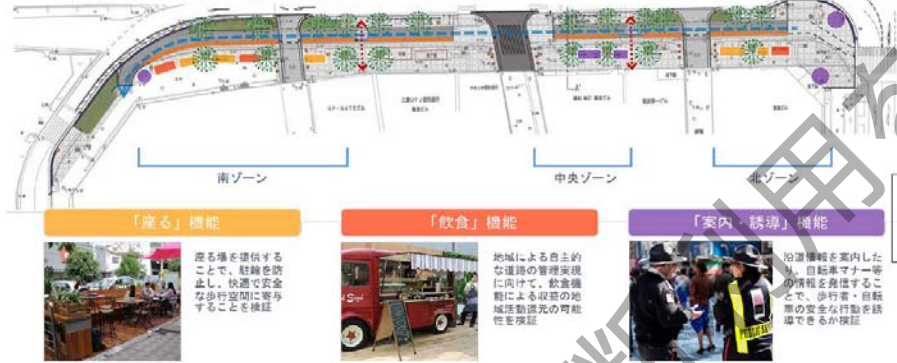 南ゾーン
中央ゾーン
北ゾーン
「座る」機能
「飲食」機能
「案内・誘導」機能
座る場を提供する
ことで、駐輪を防
止し、快適で安全
な歩行空間に寄与
することを検証
地域による自主的
な道路の管理実現
に向けて、飲食機
能による収益の地
域活動還元の可能
性を検証
沿道情報を案内した
り、自転車マナー等
の情報を発信するこ
とで、歩行者・自転
車の安全な行動を誘
導できるか検証